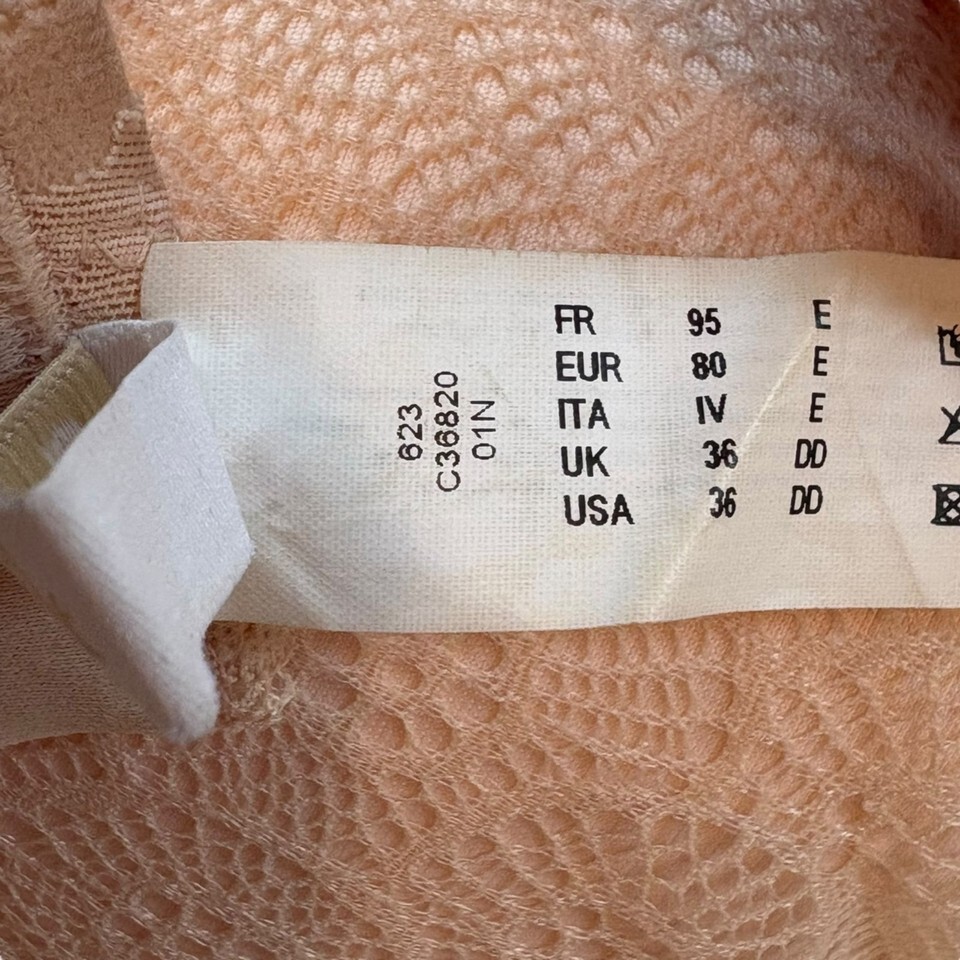 623
C36820
01N
FR 95 E
EUR 80 E
ITA IV E
UK 36 DD
USA 36 DD